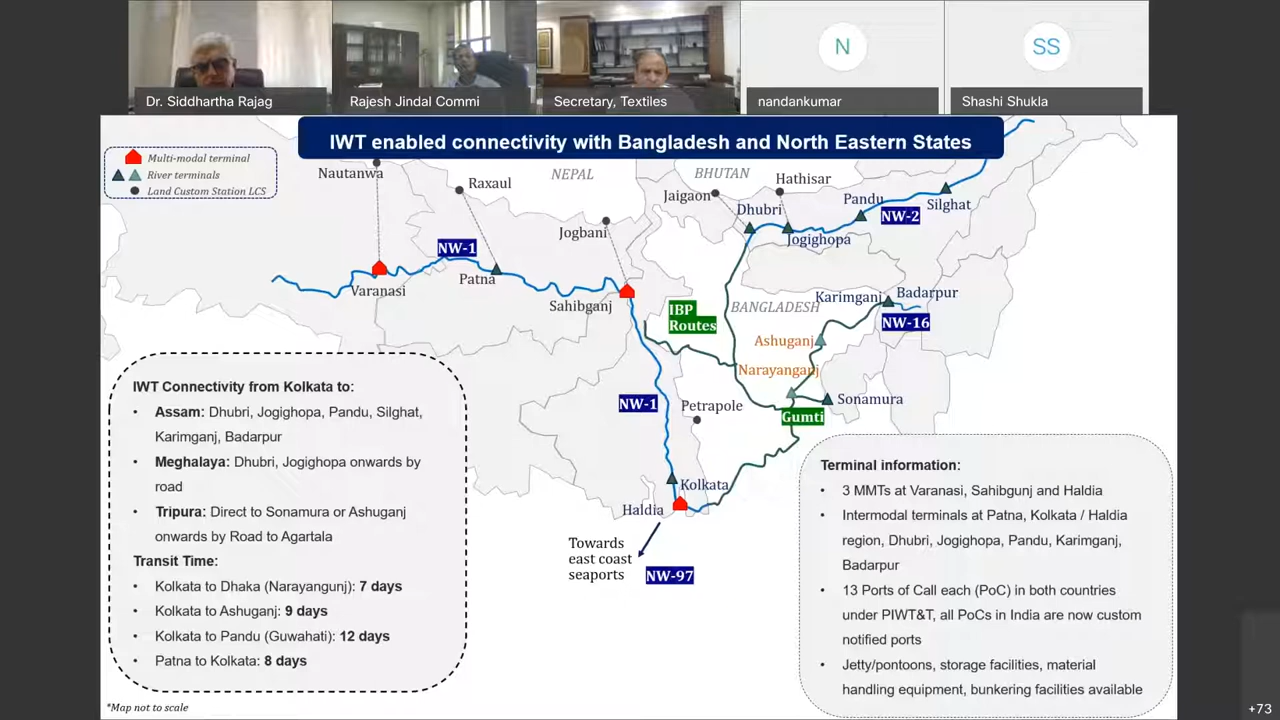 N
SS
Dr. Siddhartha Rajag
Rajesh Jindal Commi
Secretary, Textiles
nandankumar
Shashi Shukla
IWT enabled connectivity with Bangladesh and North Eastern States
Multi-modal terminal
River terminals
Land Custom Station LCS
Nautanwa
Raxaul
NEPAL
BHUTAN
Hathisar
Jaigaon
Dhubri
Pandu
Silghat
NW-2
Jogbani
Jogighopa
NW-1
Patna
Varanasi
Sahibganj
IBP
Routes
BANGLADESH
Karimganj
Badarpur
NW-16
Ashuganj
Narayanganj
Sonamura
Gumti
NW-1
Petrapole
Kolkata
Haldia
Towards
east coast
seaports
NW-97
IWT Connectivity from Kolkata to:
• Assam: Dhubri, Jogighopa, Pandu, Silghat,
Karimganj, Badarpur
• Meghalaya: Dhubri, Jogighopa onwards by
road
• Tripura: Direct to Sonamura or Ashuganj
onwards by Road to Agartala
Transit Time:
• Kolkata to Dhaka (Narayangunj): 7 days
• Kolkata to Ashuganj: 9 days
• Kolkata to Pandu (Guwahati): 12 days
• Patna to Kolkata: 8 days
Terminal information:
• 3 MMTs at Varanasi, Sahibgunj and Haldia
• Intermodal terminals at Patna, Kolkata / Haldia
region, Dhubri, Jogighopa, Pandu, Karimganj,
Badarpur
• 13 Ports of Call each (PoC) in both countries
under PIWT&T, all PoCs in India are now custom
notified ports
• Jetty/pontoons, storage facilities, material
handling equipment, bunkering facilities available
*Map not to scale
+73